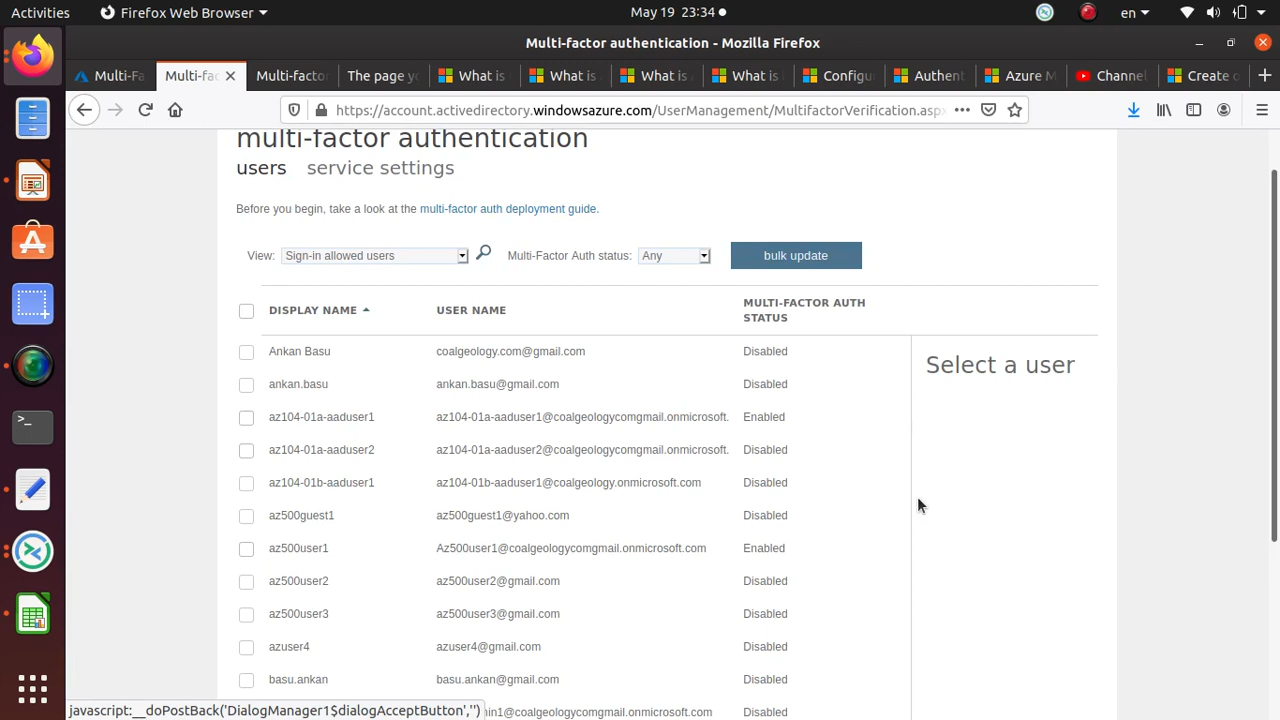 Activities
Firefox Web Browser
May 19 23:34
en
Multi-factor authentication - Mozilla Firefox
Multi-Fa
Multi-fac
Multi-factor
The page yo
What is
What is
What is
What is
Configu
Authent
Azure M
Channel
Create o
https://account.activedirectory.windowsazure.com/UserManagement/MultifactorVerification.aspx
multi-factor authentication
users service settings
Before you begin, take a look at the multi-factor auth deployment guide.
View: Sign-in allowed users Multi-Factor Auth status: Any bulk update
DISPLAY NAME USER NAME MULTI-FACTOR AUTH STATUS
Ankan Basu coalgeology.com@gmail.com Disabled
Select a user
ankan.basu ankan.basu@gmail.com Disabled
az104-01a-aaduser1 az104-01a-aaduser1@coalgeologycomgmail.onmicrosoft. Enabled
az104-01a-aaduser2 az104-01a-aaduser2@coalgeologycomgmail.onmicrosoft. Disabled
az104-01b-aaduser1 az104-01b-aaduser1@coalgeology.onmicrosoft.com Disabled
az500guest1 az500guest1@yahoo.com Disabled
az500user1 Az500user1@coalgeologycomgmail.onmicrosoft.com Enabled
az500user2 az500user2@gmail.com Disabled
az500user3 az500user3@gmail.com Disabled
azuser4 azuser4@gmail.com Disabled
basu.ankan basu.ankan@gmail.com Disabled
javascript:__doPostBack('DialogManager1$dialogAcceptButton','') in1@coalgeologycomgmail.onmicrosoft.com Disabled